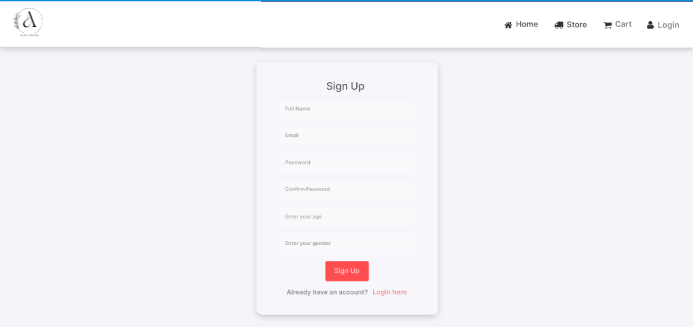 A
Home
Store
Cart
Login
Sign Up
Full Name
Email
Password
Confirm Password
Enter your age
Enter your gender
Sign Up
Already have an account? Login here